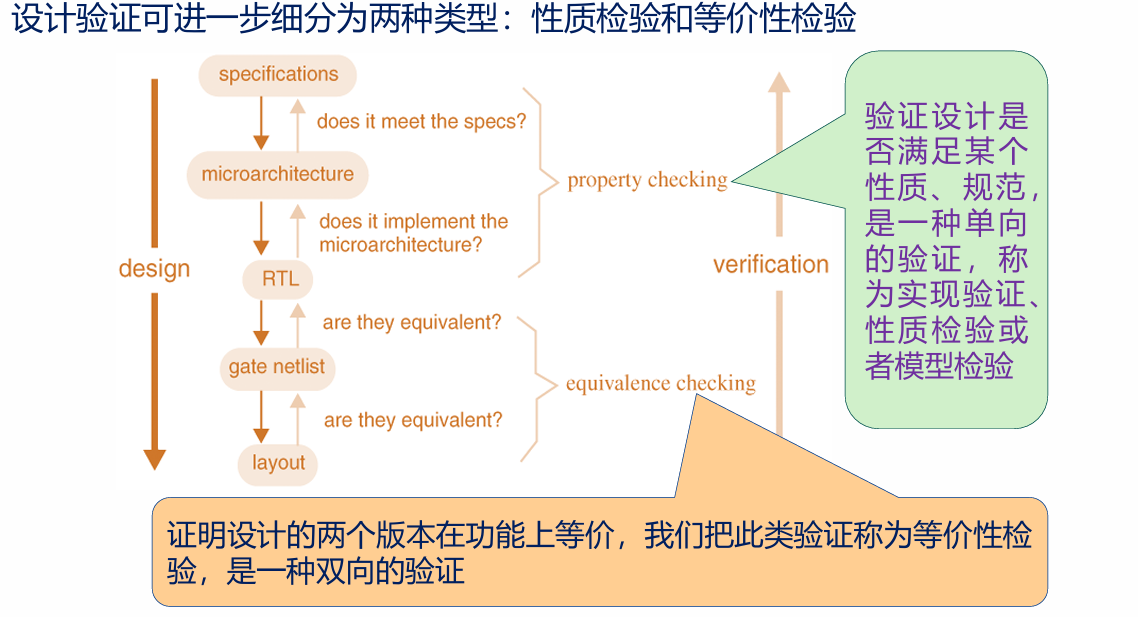 设计验证可进一步细分为两种类型：性质检验和等价性检验
specifications
does it meet the specs?
microarchitecture
property checking
does it implement the
microarchitecture?
design
verification
RTL
are they equivalent?
gate netlist
equivalence checking
are they equivalent?
layout
验证设计是
否满足某个
性质、规范，
是一种单向
的验证，称
为实现验证、
性质检验或
者模型检验
证明设计的两个版本在功能上等价，我们把此类验证称为等价性检
验，是一种双向的验证